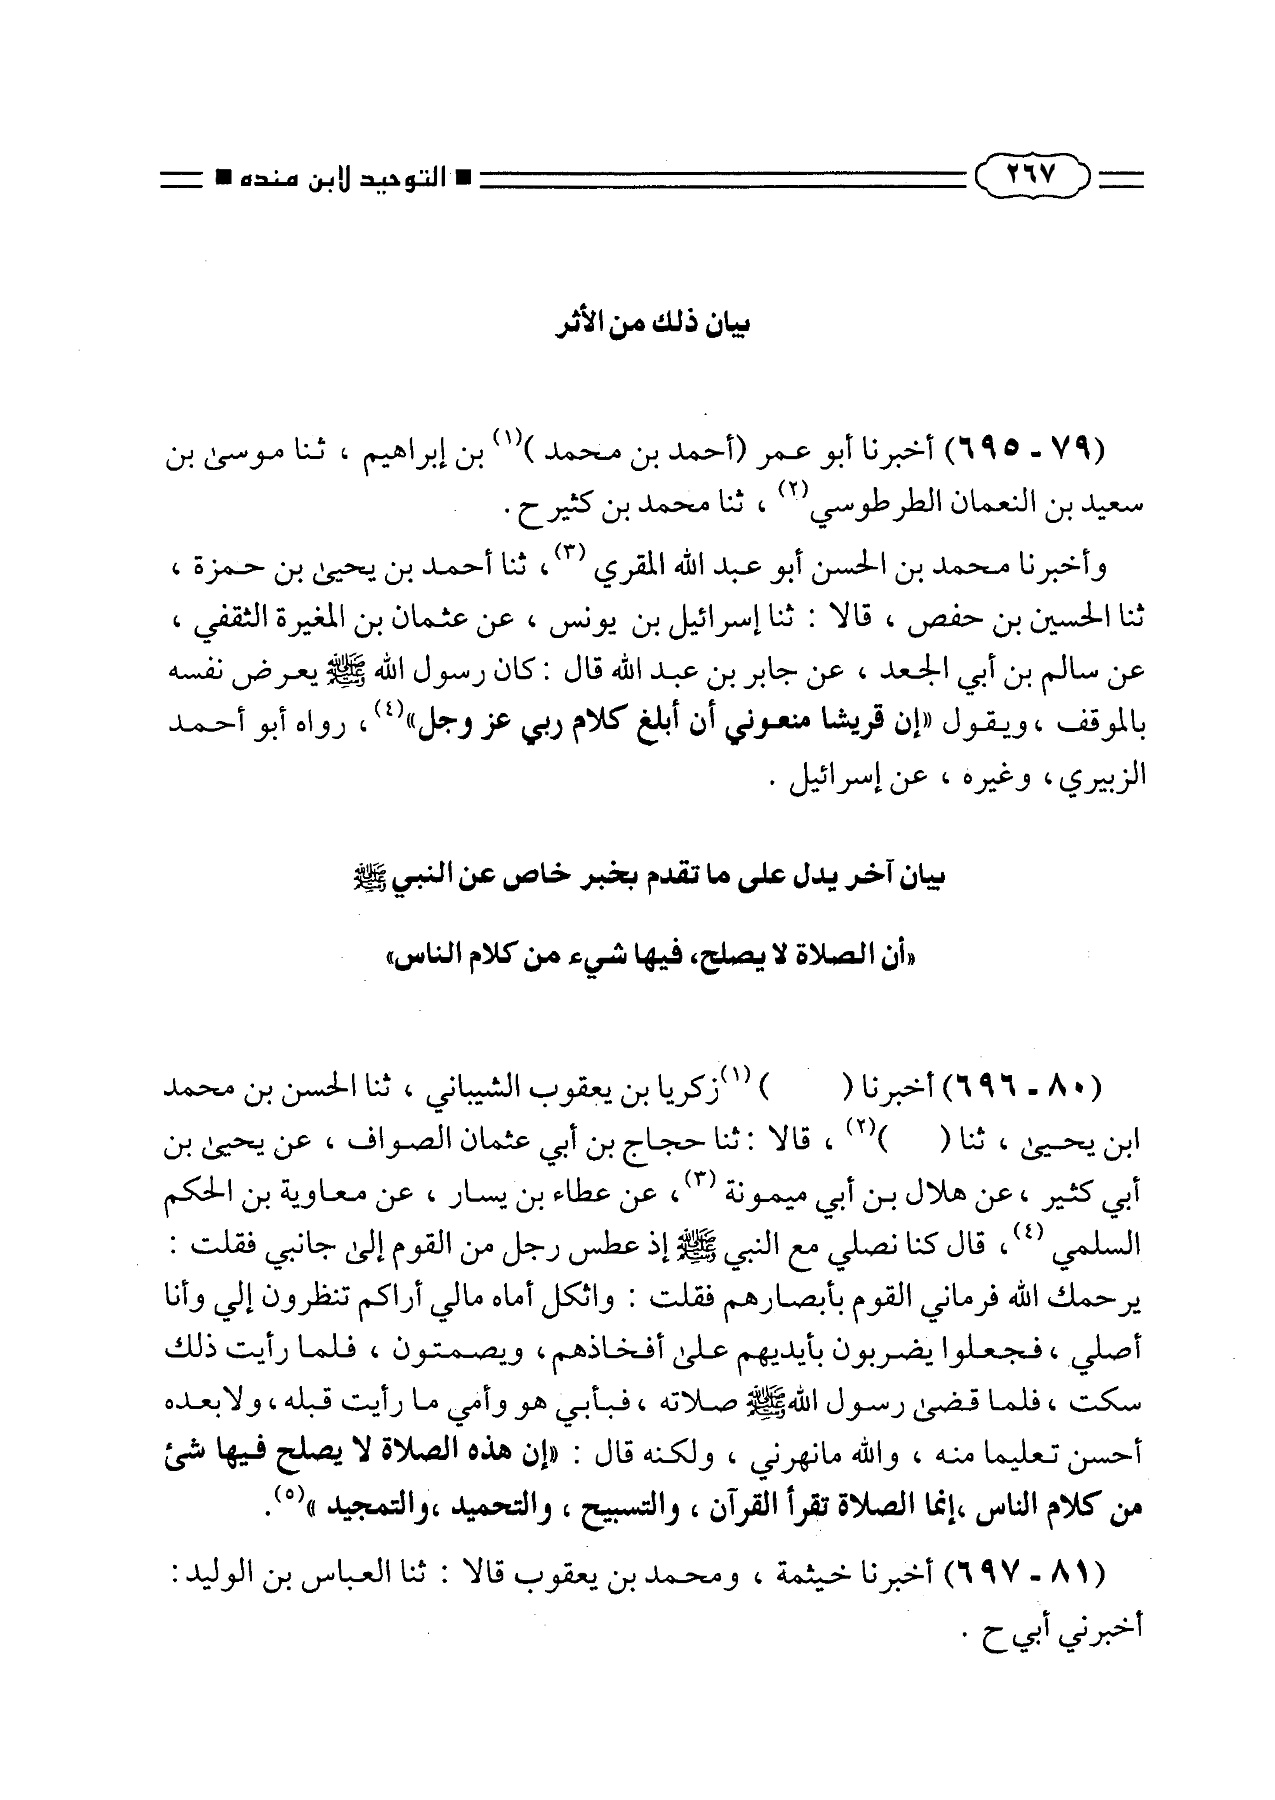 ٢٦٧ ■ التوحيد لابن منده ■
بيان ذلك من الأثر
(٧٩ - ٦٩٥) أخبرنا أبو عمر (أحمد بن محمد )(١) بن إبراهيم ، ثنا موسىٰ بن
سعيد بن النعمان الطرطوسي(٢) ، ثنا محمد بن كثير ح .
وأخبرنا محمد بن الحسن أبو عبد الله المقري (٣)، ثنا أحمد بن يحيىٰ بن حمزة ،
ثنا الحسين بن حفص ، قالا : ثنا إسرائيل بن يونس ، عن عثمان بن المغيرة الثقفي ،
عن سالم بن أبي الجعد ، عن جابر بن عبد الله قال : كان رسول الله ﷺ يعرض نفسه
بالموقف ، ويقول «إن قريشا منعوني أن أبلغ كلام ربي عز وجل»(٤)، رواه أبو أحمد
الزبيري، وغيره ، عن إسرائيل .
بيان آخر يدل على ما تقدم بخبر خاص عن النبي ﷺ
«أن الصلاة لا يصلح، فيها شيء من كلام الناس»
(٨٠ - ٦٩٦) أخبرنا ( )(١) زكريا بن يعقوب الشيباني ، ثنا الحسن بن محمد
ابن يحيىٰ ، ثنا ( )(٢) ، قالا : ثنا حجاج بن أبي عثمان الصواف ، عن يحيىٰ بن
أبي كثير ، عن هلال بن أبي ميمونة (٣)، عن عطاء بن يسار ، عن معاوية بن الحكم
السلمي (٤)، قال كنا نصلي مع النبي ﷺ إذ عطس رجل من القوم إلىٰ جانبي فقلت :
يرحمك الله فرماني القوم بأبصارهم فقلت : واثكل أماه مالي أراكم تنظرون إلي وأنا
أصلي ، فجعلوا يضربون بأيديهم علىٰ أفخاذهم، ويصمتون ، فلما رأيت ذلك
سكت ، فلما قضىٰ رسول الله ﷺ صلاته ، فبأبي هو وأمي ما رأيت قبله، ولا بعده
أحسن تعليما منه ، والله مانهرني ، ولكنه قال : «إن هذه الصلاة لا يصلح فيها شئ
من كلام الناس ،إنما الصلاة تقرأ القرآن ، والتسبيح ، والتحميد ،والتمجيد »(٥).
(٨١ - ٦٩٧) أخبرنا خيثمة ، ومحمد بن يعقوب قالا : ثنا العباس بن الوليد :
أخبرني أبي ح .